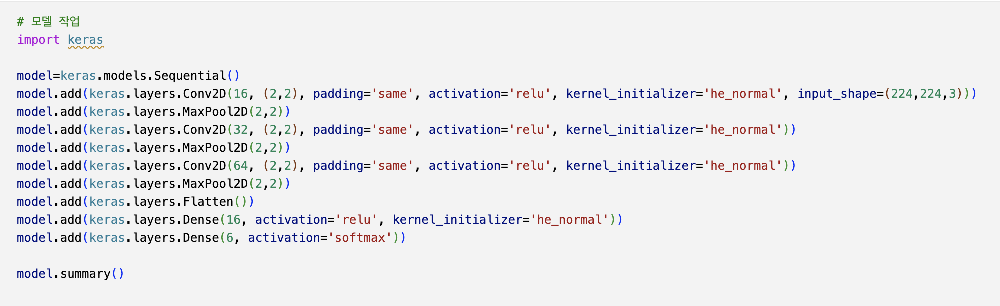 # 모델 작업
import keras
model=keras.models.Sequential()
model.add(keras.layers.Conv2D(16, (2,2), padding='same', activation='relu', kernel_initializer='he_normal', input_shape=(224,224,3)))
model.add(keras.layers.MaxPool2D(2,2))
model.add(keras.layers.Conv2D(32, (2,2), padding='same', activation='relu', kernel_initializer='he_normal'))
model.add(keras.layers.MaxPool2D(2,2))
model.add(keras.layers.Conv2D(64, (2,2), padding='same', activation='relu', kernel_initializer='he_normal'))
model.add(keras.layers.MaxPool2D(2,2))
model.add(keras.layers.Flatten())
model.add(keras.layers.Dense(16, activation='relu', kernel_initializer='he_normal'))
model.add(keras.layers.Dense(6, activation='softmax'))
model.summary()